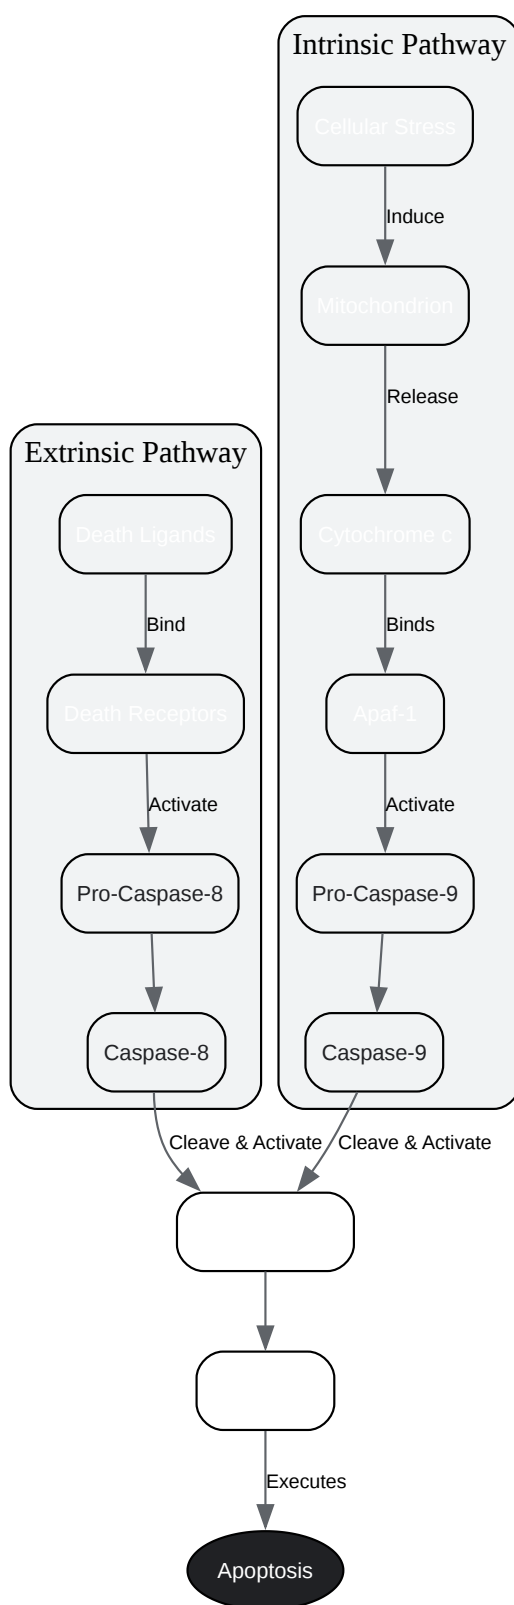 Intrinsic Pathway
Cellular Stress
Induce
Mitochondrion
Release
Cytochrome c
Binds
Apaf-1
Activate
Pro-Caspase-9
Caspase-9
Cleave & Activate
Extrinsic Pathway
Death Ligands
Bind
Death Receptors
Activate
Pro-Caspase-8
Caspase-8
Cleave & Activate
Executes
Apoptosis